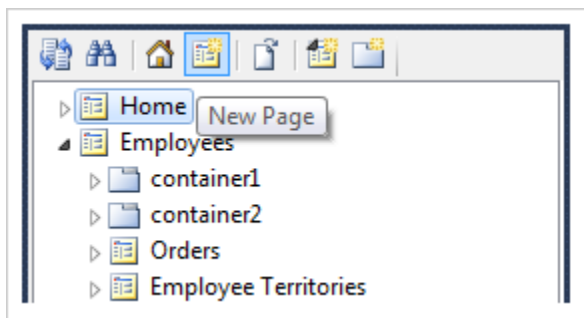 Home
New Page
Employees
container1
container2
Orders
Employee Territories